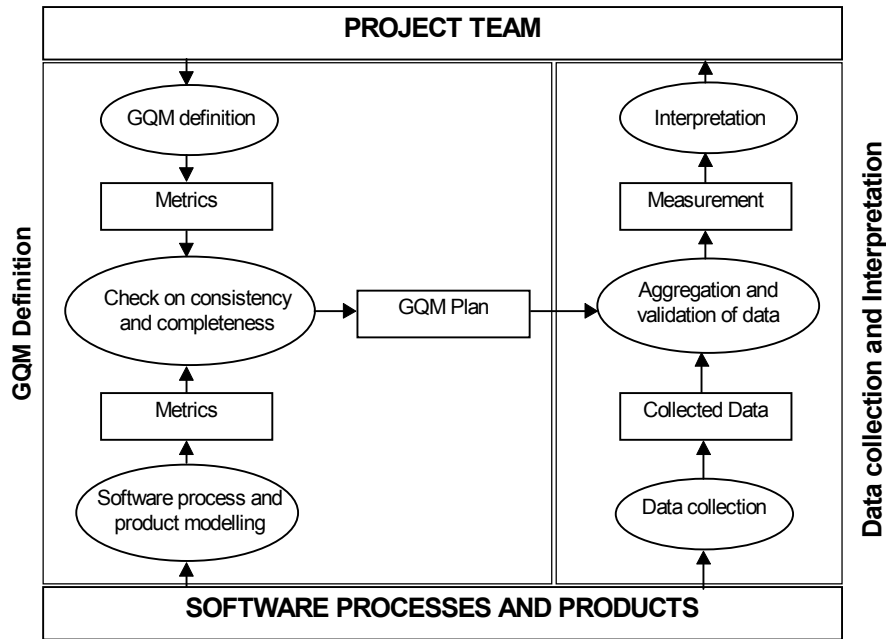 PROJECT TEAM
GQM Definition
GQM definition
Metrics
Check on consistency
and completeness
Metrics
Software process and
product modelling
GQM Plan
Interpretation
Measurement
Aggregation and
validation of data
Collected Data
Data collection
Data collection and Interpretation
SOFTWARE PROCESSES AND PRODUCTS